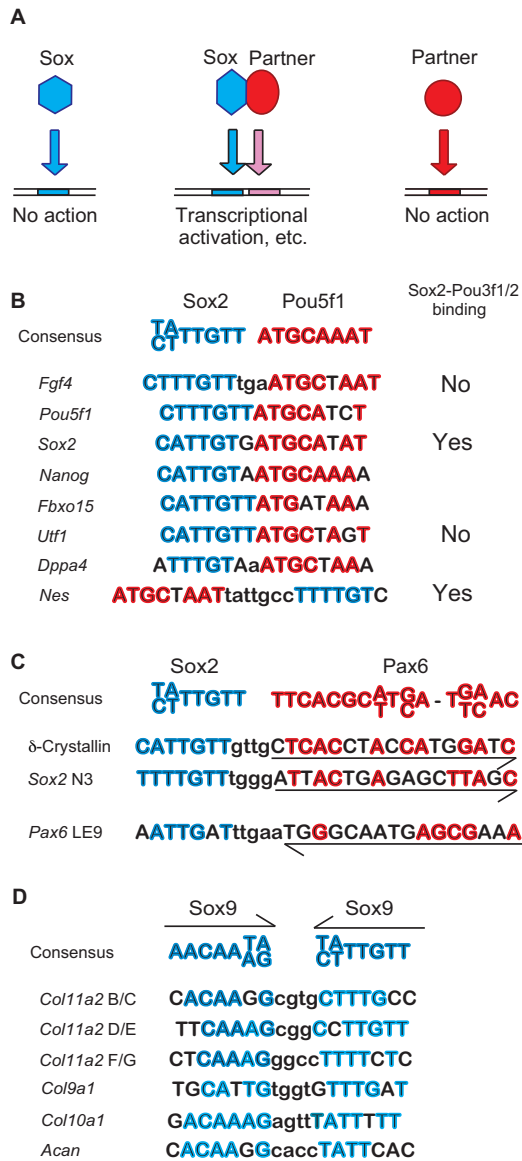 A
Sox Sox Partner Partner
No action Transcriptional activation, etc. No action
B
Sox2 Pou5f1 Sox2-Pou3f1/2 binding
Consensus TA CT TTGTT ATGCAAAT
Fgf4 CTTTGTTtgaATGCTAAT No
Pou5f1 CTTTGTTATGCATCT
Sox2 CATTGTGATGCATAT Yes
Nanog CATTGTAATGCAAAA
Fbxo15 CATTGTTATGATAAA
Utf1 CATTGTTATGCTAGT No
Dppa4 ATTTGTAaATGCTAAA
Nes ATGCTAATtattgccTTTTGTC Yes
C
Sox2 Pax6
Consensus TA CT TTGTT TTCACGC A T T G C A - T G T A C AC
δ-Crystallin CATTGTTgttgCTCACCTACCATGGATC
Sox2 N3 TTTTGTTtgggATTACTGAGAGCTTAGC
Pax6 LE9 AATTGATttgaaTGGGCAATGAGCGAAA
D
Sox9 Sox9
Consensus AACAA TA AG TA CT TTGTT
Col11a2 B/C CACAAGGcgtgCTTTGCC
Col11a2 D/E TTCAAAGcggCCTTGTT
Col11a2 F/G CTCAAAGggccTTTTCTC
Col9a1 TGCATTGtggtGTTTGAT
Col10a1 GACAAAGagttTATTTTT
Acan CACAAGGcaccTATTCAC